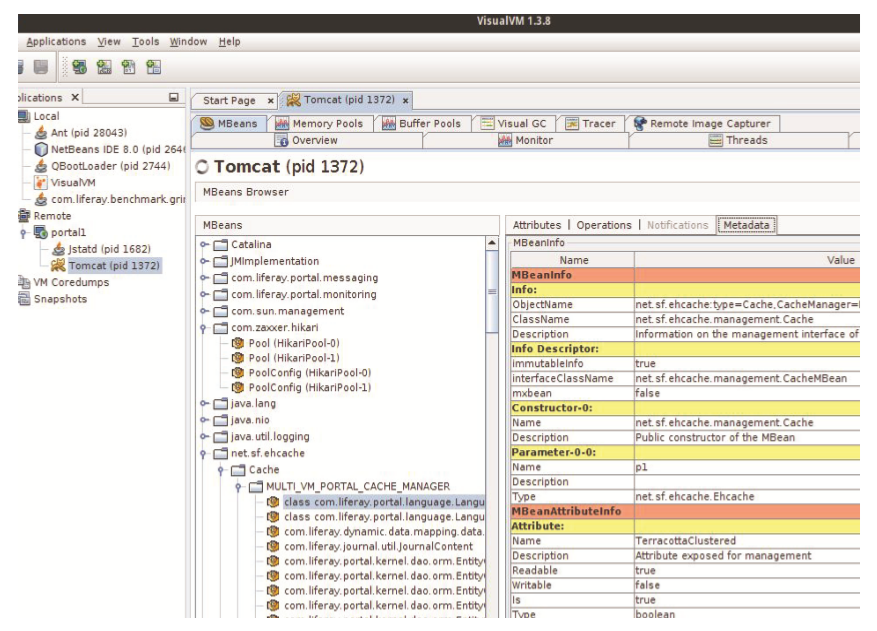 VisualVM 1.3.8
Applications View Tools Window Help
plications X
Start Page x Tomcat (pid 1372) x
Local
Ant (pid 28043)
NetBeans IDE 8.0 (pid 264
QBootLoader (pid 2744)
VisualVM
com.liferay.benchmark.grin
Remote
portal1
Jstatd (pid 1682)
Tomcat (pid 1372)
VM Coredumps
Snapshots
MBeans Memory Pools Buffer Pools Visual GC Tracer Remote Image Capturer
Overview Monitor Threads
Tomcat (pid 1372)
MBeans Browser
MBeans
Catalina
JMImplementation
com.liferay.portal.messaging
com.liferay.portal.monitoring
com.sun.management
com.zaxxer.hikari
Pool (HikariPool-0)
Pool (HikariPool-1)
PoolConfig (HikariPool-0)
PoolConfig (HikariPool-1)
java.lang
java.nio
java.util.logging
net.sf.ehcache
Cache
MULTI_VM_PORTAL_CACHE_MANAGER
class com.liferay.portal.language.Langu
class com.liferay.portal.language.Langu
com.liferay.dynamic.data.mapping.data.
com.liferay.journal.util.JournalContent
com.liferay.portal.kernel.dao.orm.Entity
com.liferay.portal.kernel.dao.orm.Entity
com.liferay.portal.kernel.dao.orm.Entity
com.liferay.portal.kernel.dao.orm.Entity
Attributes Operations Notifications Metadata
MBeanInfo
Name Value
MBeanInfo
Info:
ObjectName net.sf.ehcache:type=Cache,CacheManager=
ClassName net.sf.ehcache.management.Cache
Description Information on the management interface of
Info Descriptor:
immutableInfo true
interfaceClassName net.sf.ehcache.management.CacheMBean
mxbean false
Constructor-0:
Name net.sf.ehcache.management.Cache
Description Public constructor of the MBean
Parameter-0-0:
Name p1
Description
Type net.sf.ehcache.Ehcache
MBeanAttributeInfo
Attribute:
Name TerracottaClustered
Description Attribute exposed for management
Readable true
Writable false
Is true
Type boolean